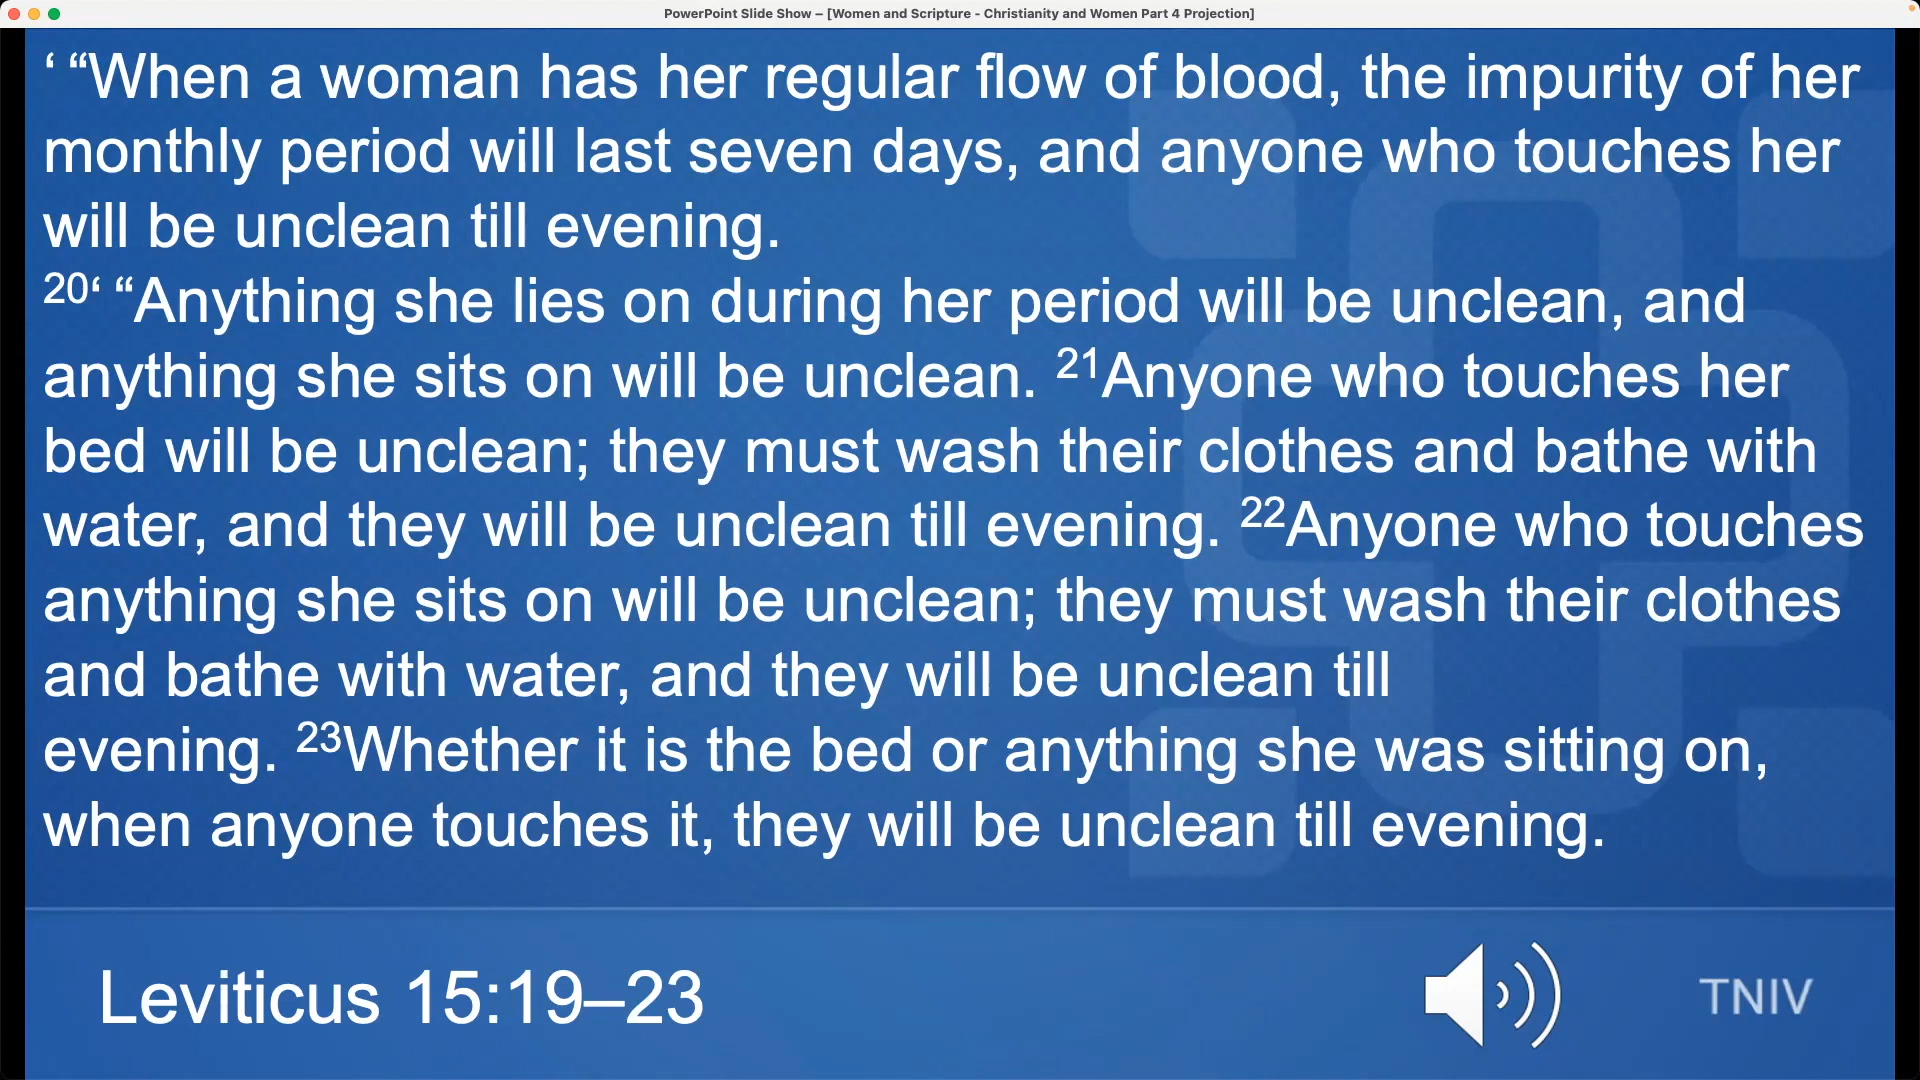 PowerPoint Slide Show – [Women and Scripture - Christianity and Women Part 4 Projection]
‘ “When a woman has her regular flow of blood, the impurity of her
monthly period will last seven days, and anyone who touches her
will be unclean till evening.
20‘ “Anything she lies on during her period will be unclean, and
anything she sits on will be unclean. 21Anyone who touches her
bed will be unclean; they must wash their clothes and bathe with
water, and they will be unclean till evening. 22Anyone who touches
anything she sits on will be unclean; they must wash their clothes
and bathe with water, and they will be unclean till
evening. 23Whether it is the bed or anything she was sitting on,
when anyone touches it, they will be unclean till evening.
Leviticus 15:19–23
TNIV